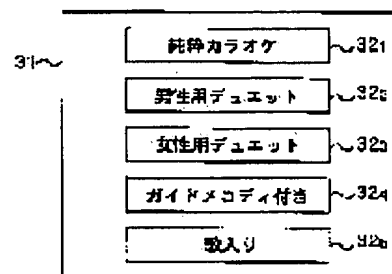 純粋カラオケ 321
31
男性用デュエット 322
女性用デュエット 323
ガイドメロディ付き 324
歌入り 325